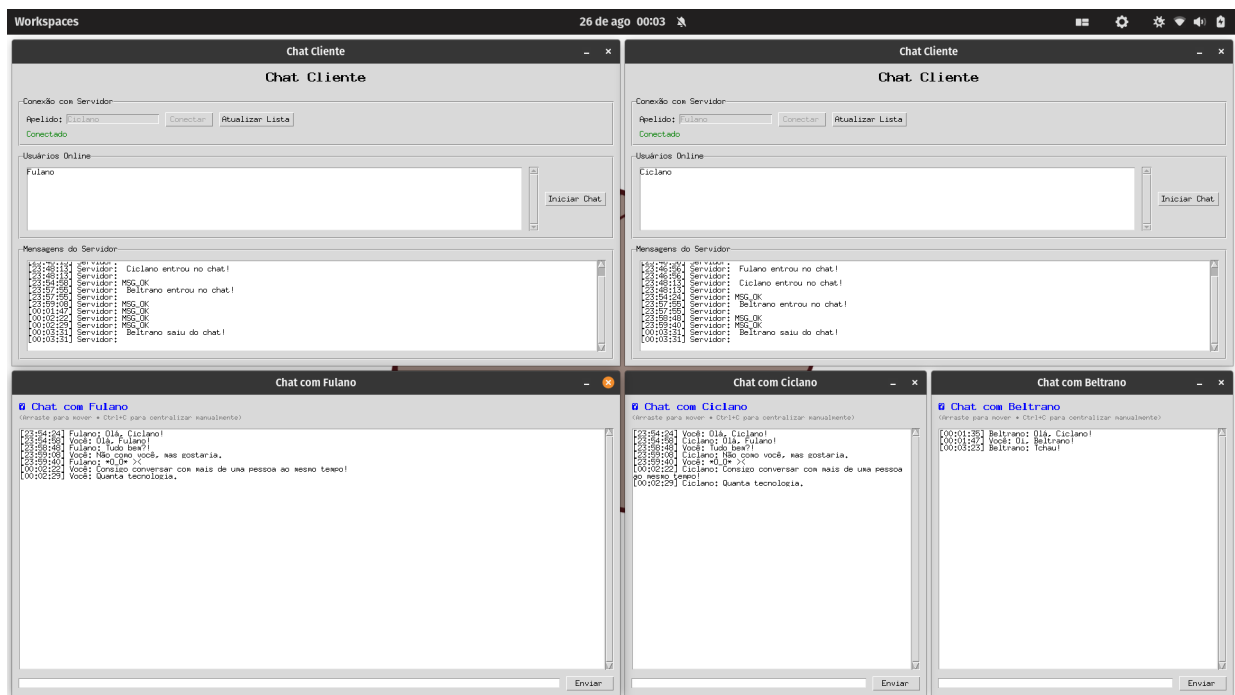 Workspaces
26 de ago 00:03
Chat Cliente
Chat Cliente
Conexão com Servidor
Apelido: Ciclano Conectar Atualizar Lista
Conectado
Usuários Online
Fulano
Iniciar Chat
Mensagens do Servidor
[23:48:13] Servidor: Ciclano entrou no chat!
[23:48:13] Servidor:
[23:54:58] Servidor: MSG_OK
[23:57:55] Servidor: Beltrano entrou no chat!
[23:57:55] Servidor:
[23:59:08] Servidor: MSG_OK
[00:01:47] Servidor: MSG_OK
[00:02:22] Servidor: MSG_OK
[00:02:29] Servidor: MSG_OK
[00:03:31] Servidor: Beltrano saiu do chat!
[00:03:31] Servidor:
Chat Cliente
Chat Cliente
Conexão com Servidor
Apelido: Fulano Conectar Atualizar Lista
Conectado
Usuários Online
Ciclano
Iniciar Chat
Mensagens do Servidor
[23:46:56] Servidor: Fulano entrou no chat!
[23:46:56] Servidor:
[23:48:13] Servidor: Ciclano entrou no chat!
[23:48:13] Servidor:
[23:54:24] Servidor: MSG_OK
[23:57:55] Servidor: Beltrano entrou no chat!
[23:57:55] Servidor:
[23:58:48] Servidor: MSG_OK
[23:59:40] Servidor: MSG_OK
[00:03:31] Servidor: Beltrano saiu do chat!
[00:03:31] Servidor:
Chat com Fulano
Chat com Fulano
(Arraste para mover • Ctrl+C para centralizar manualmente)
[23:54:24] Fulano: Olá, Ciclano!
[23:54:58] Você: Olá, Fulano!
[23:58:48] Fulano: Tudo bem?!
[23:59:08] Você: Não como você, mas gostaria.
[23:59:40] Fulano: *O_O* ><
[00:02:22] Você: Consigo conversar com mais de uma pessoa ao mesmo tempo!
[00:02:29] Você: Quanta tecnologia.
Enviar
Chat com Ciclano
Chat com Ciclano
(Arraste para mover • Ctrl+C para centralizar manualmente)
[23:54:24] Você: Olá, Ciclano!
[23:54:58] Ciclano: Olá, Fulano!
[23:58:48] Você: Tudo bem?!
[23:59:08] Ciclano: Não como você, mas gostaria.
[23:59:40] Você: *O_O* ><
[00:02:22] Ciclano: Consigo conversar com mais de uma pessoa
ao mesmo tempo!
[00:02:29] Ciclano: Quanta tecnologia.
Enviar
Chat com Beltrano
Chat com Beltrano
(Arraste para mover • Ctrl+C para centralizar manualmente)
[00:01:35] Beltrano: Olá, Ciclano!
[00:01:47] Você: Oi, Beltrano!
[00:03:23] Beltrano: Tchau!
Enviar